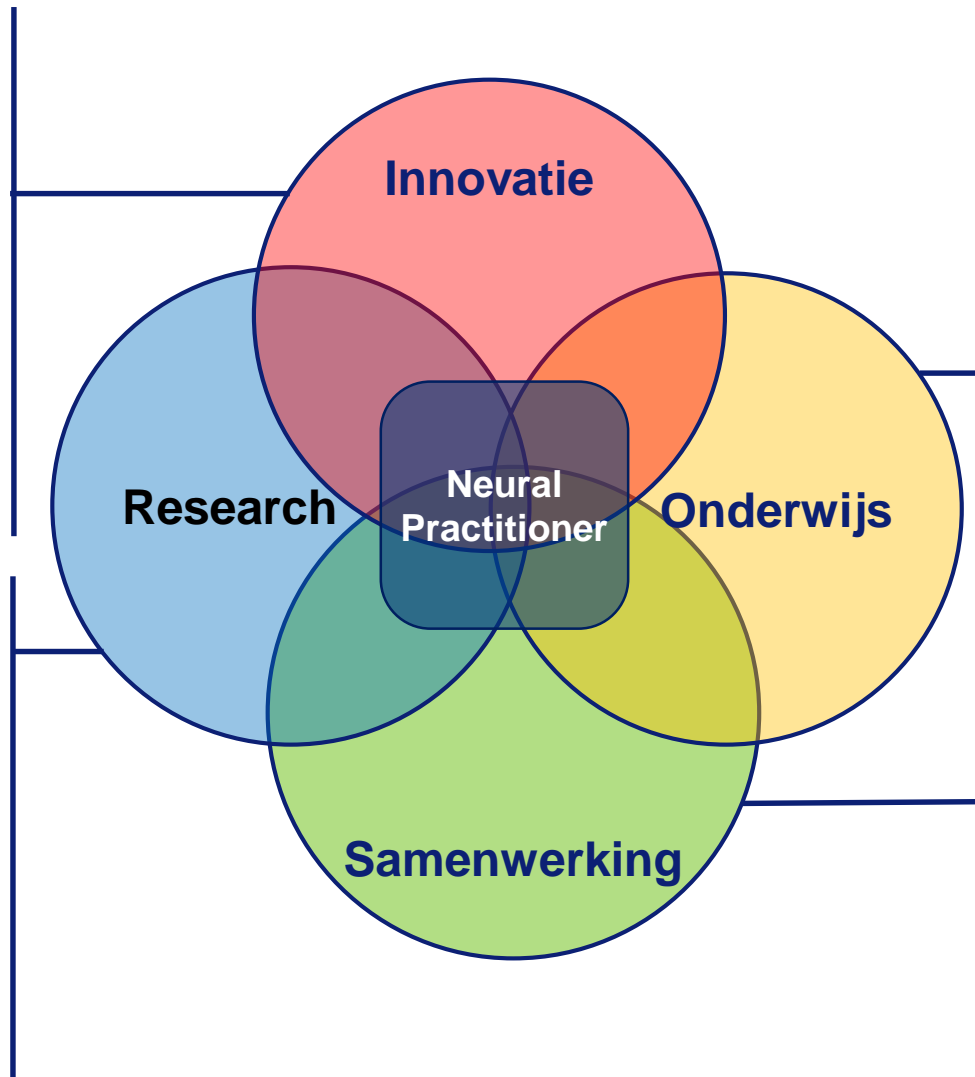 Innovatie
Research
Neural
Practitioner
Onderwijs
Samenwerking